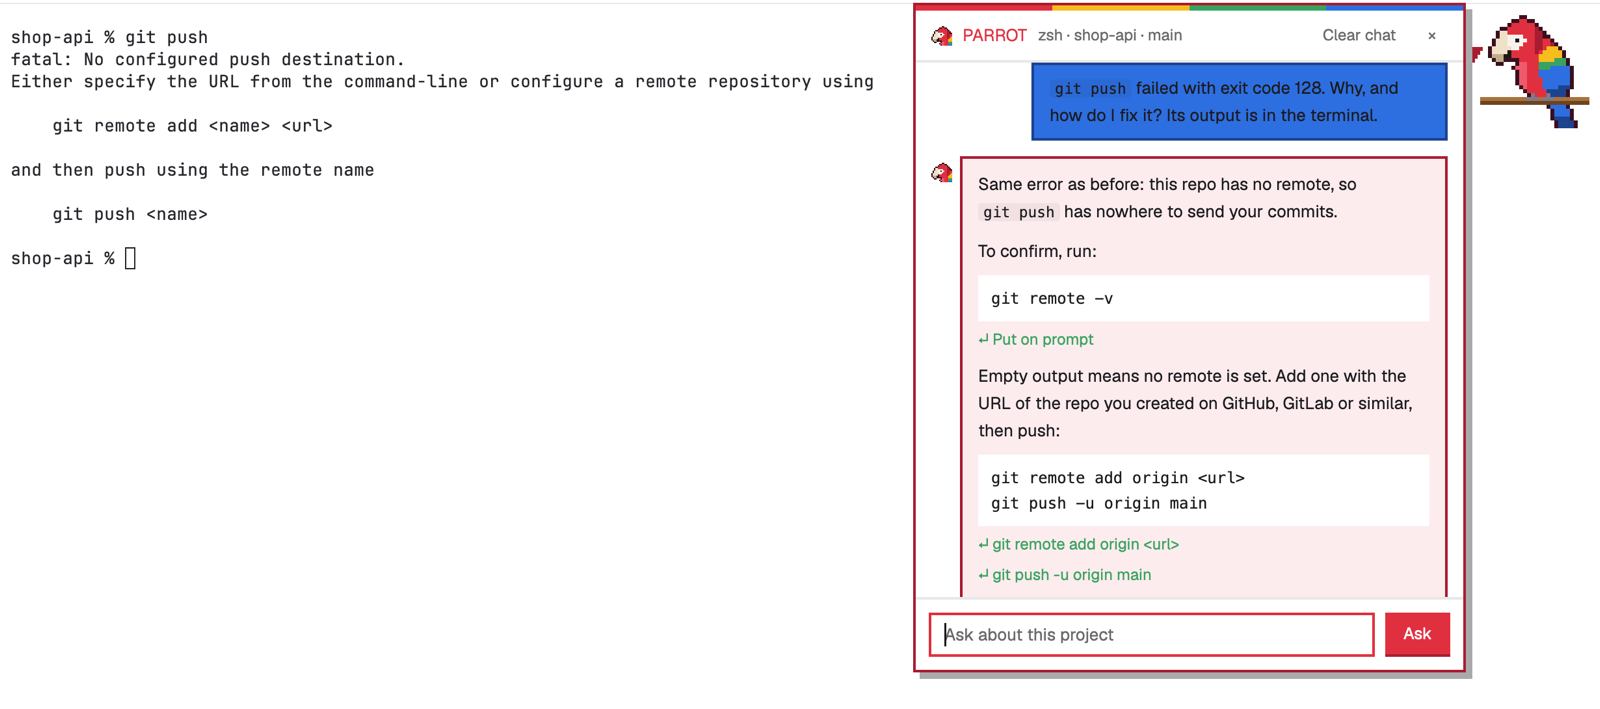 shop-api % git push
fatal: No configured push destination.
Either specify the URL from the command-line or configure a remote repository using
git remote add <name> <url>
and then push using the remote name
git push <name>
shop-api %
PARROT zsh · shop-api · main Clear chat ×
git push failed with exit code 128. Why, and
how do I fix it? Its output is in the terminal.
Same error as before: this repo has no remote, so
git push has nowhere to send your commits.
To confirm, run:
git remote -v
↵ Put on prompt
Empty output means no remote is set. Add one with the
URL of the repo you created on GitHub, GitLab or similar,
then push:
git remote add origin <url>
git push -u origin main
↵ git remote add origin <url>
↵ git push -u origin main
Ask about this project
Ask